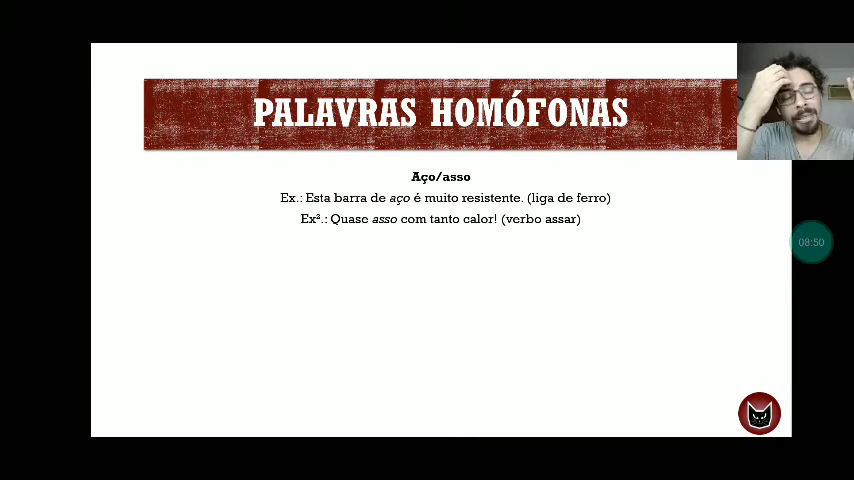 PALAVRAS HOMÓFONAS
Aço/asso
Ex.: Esta barra de aço é muito resistente. (liga de ferro)
Ex².: Quase asso com tanto calor! (verbo assar)
08:50